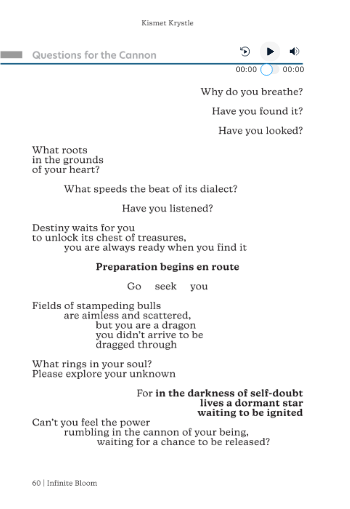 Kismet Krystle
Questions for the Cannon
00:00 00:00
Why do you breathe?
Have you found it?
Have you looked?
What roots
in the grounds
of your heart?
What speeds the beat of its dialect?
Have you listened?
Destiny waits for you
to unlock its chest of treasures,
you are always ready when you find it
Preparation begins en route
Go seek you
Fields of stampeding bulls
are aimless and scattered,
but you are a dragon
you didn't arrive to be
dragged through
What rings in your soul?
Please explore your unknown
For in the darkness of self-doubt
lives a dormant star
waiting to be ignited
Can't you feel the power
rumbling in the cannon of your being,
waiting for a chance to be released?
60 | Infinite Bloom